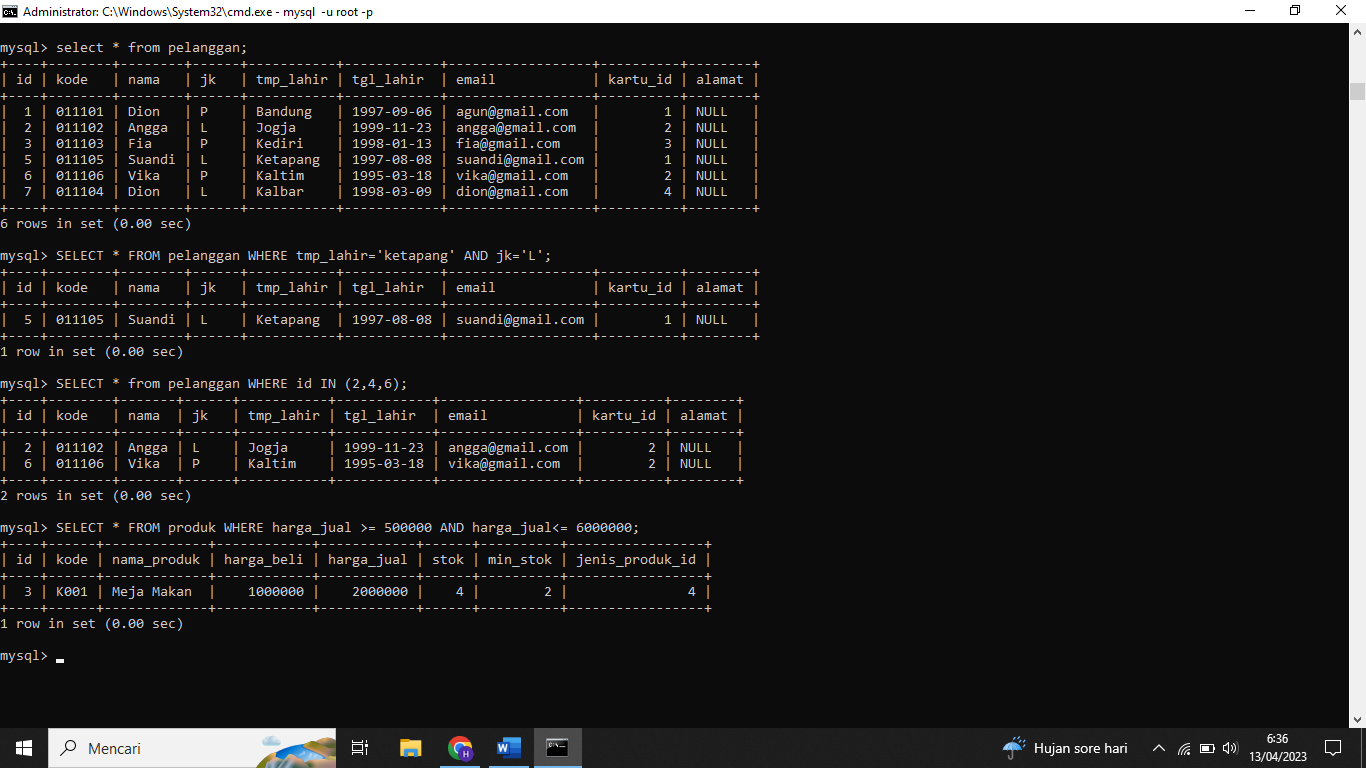 Administrator: C:\Windows\System32\cmd.exe - mysql -u root -p
mysql> select * from pelanggan;
+----+--------+--------+------+-----------+------------+------------------+----------+--------+
| id | kode   | nama   | jk   | tmp_lahir | tgl_lahir  | email            | kartu_id | alamat |
+----+--------+--------+------+-----------+------------+------------------+----------+--------+
|  1 | 011101 | Dion   | P    | Bandung   | 1997-09-06 | agun@gmail.com   |        1 | NULL   |
|  2 | 011102 | Angga  | L    | Jogja     | 1999-11-23 | angga@gmail.com  |        2 | NULL   |
|  3 | 011103 | Fia    | P    | Kediri    | 1998-01-13 | fia@gmail.com    |        3 | NULL   |
|  5 | 011105 | Suandi | L    | Ketapang  | 1997-08-08 | suandi@gmail.com |        1 | NULL   |
|  6 | 011106 | Vika   | P    | Kaltim    | 1995-03-18 | vika@gmail.com   |        2 | NULL   |
|  7 | 011104 | Dion   | L    | Kalbar    | 1998-03-09 | dion@gmail.com   |        4 | NULL   |
+----+--------+--------+------+-----------+------------+------------------+----------+--------+
6 rows in set (0.00 sec)
mysql> SELECT * FROM pelanggan WHERE tmp_lahir='ketapang' AND jk='L';
+----+--------+--------+------+-----------+------------+------------------+----------+--------+
| id | kode   | nama   | jk   | tmp_lahir | tgl_lahir  | email            | kartu_id | alamat |
+----+--------+--------+------+-----------+------------+------------------+----------+--------+
|  5 | 011105 | Suandi | L    | Ketapang  | 1997-08-08 | suandi@gmail.com |        1 | NULL   |
+----+--------+--------+------+-----------+------------+------------------+----------+--------+
1 row in set (0.00 sec)
mysql> SELECT * from pelanggan WHERE id IN (2,4,6);
+----+--------+-------+------+-----------+------------+-----------------+----------+--------+
| id | kode   | nama  | jk   | tmp_lahir | tgl_lahir  | email           | kartu_id | alamat |
+----+--------+-------+------+-----------+------------+-----------------+----------+--------+
|  2 | 011102 | Angga | L    | Jogja     | 1999-11-23 | angga@gmail.com |        2 | NULL   |
|  6 | 011106 | Vika  | P    | Kaltim    | 1995-03-18 | vika@gmail.com  |        2 | NULL   |
+----+--------+-------+------+-----------+------------+-----------------+----------+--------+
2 rows in set (0.00 sec)
mysql> SELECT * FROM produk WHERE harga_jual >= 500000 AND harga_jual<= 6000000;
+----+------+-------------+------------+------------+------+----------+-----------------+
| id | kode | nama_produk | harga_beli | harga_jual | stok | min_stok | jenis_produk_id |
+----+------+-------------+------------+------------+------+----------+-----------------+
|  3 | K001 | Meja Makan  |    1000000 |    2000000 |    4 |        2 |               4 |
+----+------+-------------+------------+------------+------+----------+-----------------+
1 row in set (0.00 sec)
mysql>
Mencari
Hujan sore hari
6:36
13/04/2023